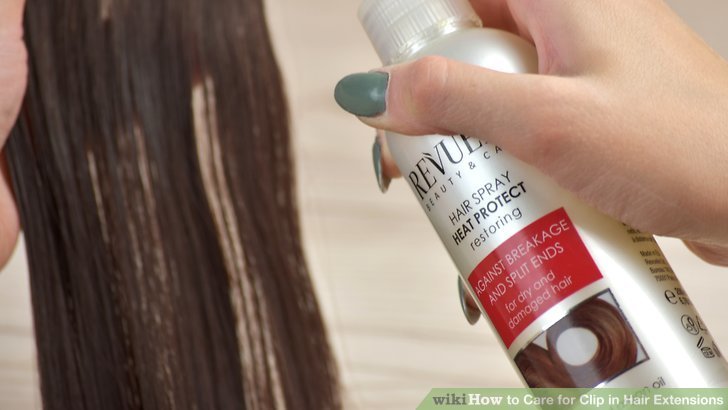 REVUE
BEAUTY & CA
HAIR SPRAY
HEAT PROTECT
restoring
AGAINST BREAKAGE
AND SPLIT ENDS
for dry and
damaged hair
oil
wikiHow to Care for Clip in Hair Extensions